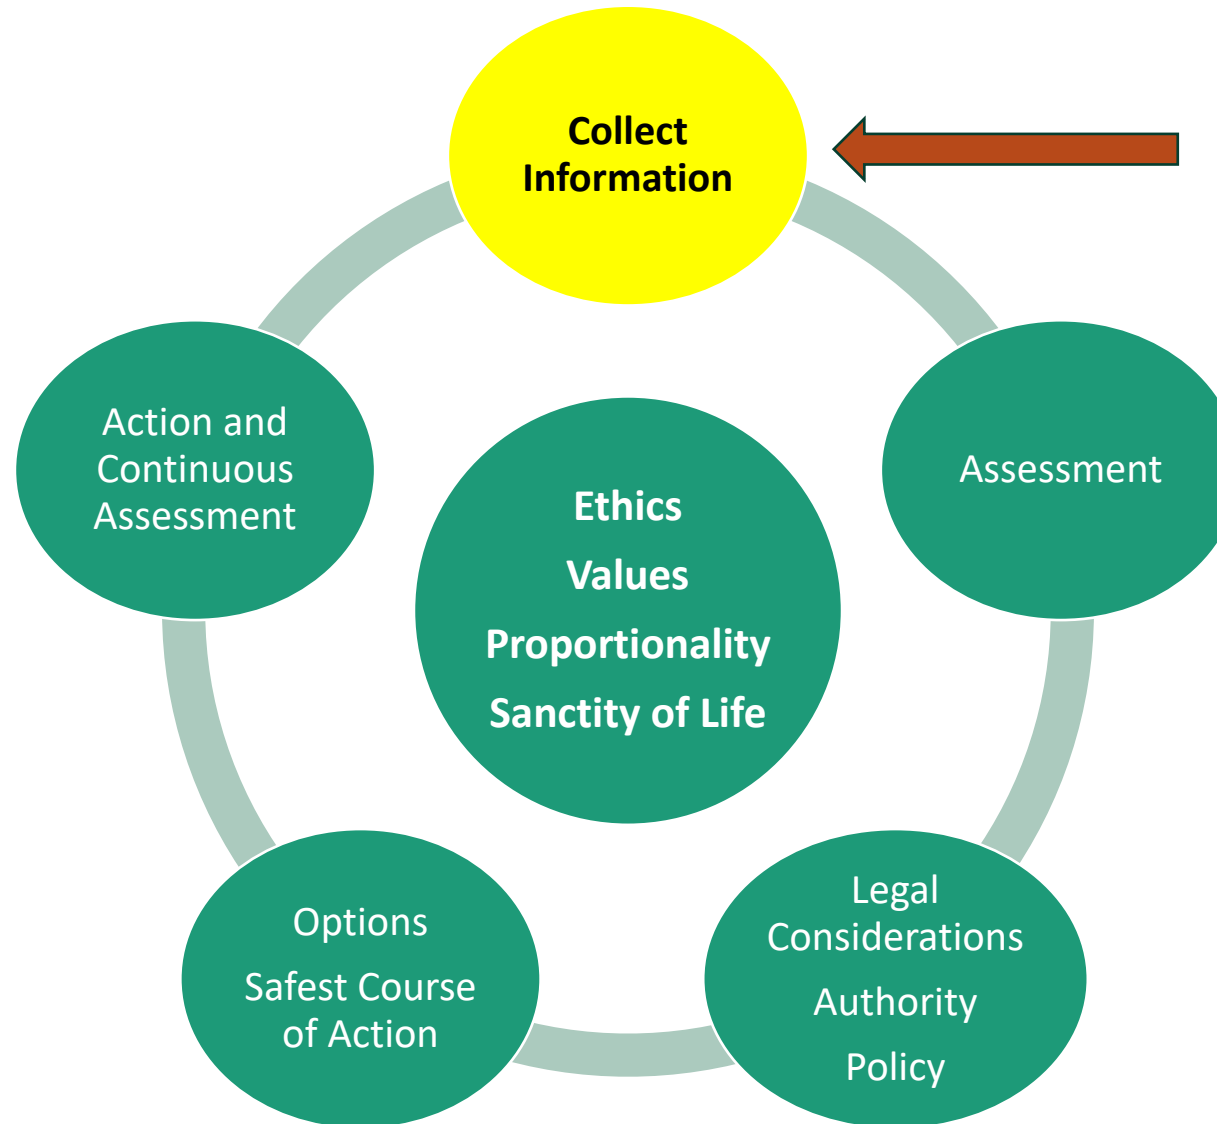 Collect
Information
Assessment
Legal
Considerations
Authority
Policy
Options
Safest Course
of Action
Action and
Continuous
Assessment
Ethics
Values
Proportionality
Sanctity of Life